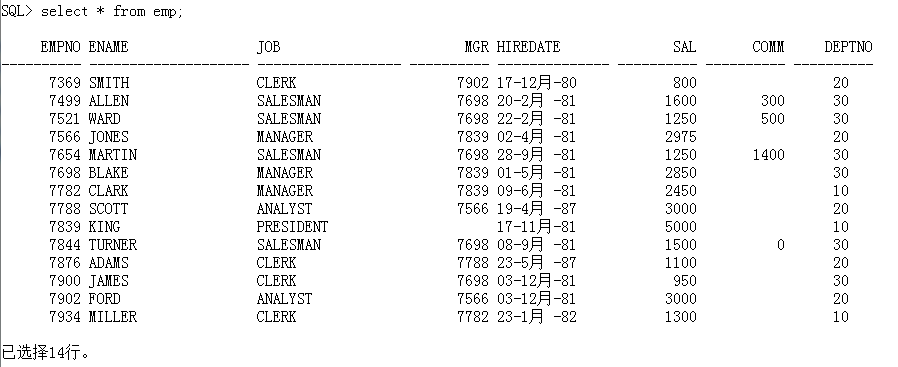 SQL> select * from emp;
     EMPNO ENAME                JOB                       MGR HIREDATE              SAL       COMM     DEPTNO
---------- -------------------- ------------------ ---------- -------------- ---------- ---------- ----------
      7369 SMITH                CLERK                    7902 17-12月-80            800                    20
      7499 ALLEN                SALESMAN                 7698 20-2月 -81           1600        300         30
      7521 WARD                 SALESMAN                 7698 22-2月 -81           1250        500         30
      7566 JONES                MANAGER                  7839 02-4月 -81           2975                    20
      7654 MARTIN               SALESMAN                 7698 28-9月 -81           1250       1400         30
      7698 BLAKE                MANAGER                  7839 01-5月 -81           2850                    30
      7782 CLARK                MANAGER                  7839 09-6月 -81           2450                    10
      7788 SCOTT                ANALYST                  7566 19-4月 -87           3000                    20
      7839 KING                 PRESIDENT                     17-11月-81           5000                    10
      7844 TURNER               SALESMAN                 7698 08-9月 -81           1500          0         30
      7876 ADAMS                CLERK                    7788 23-5月 -87           1100                    20
      7900 JAMES                CLERK                    7698 03-12月-81            950                    30
      7902 FORD                 ANALYST                  7566 03-12月-81           3000                    20
      7934 MILLER               CLERK                    7782 23-1月 -82           1300                    10
已选择14行。